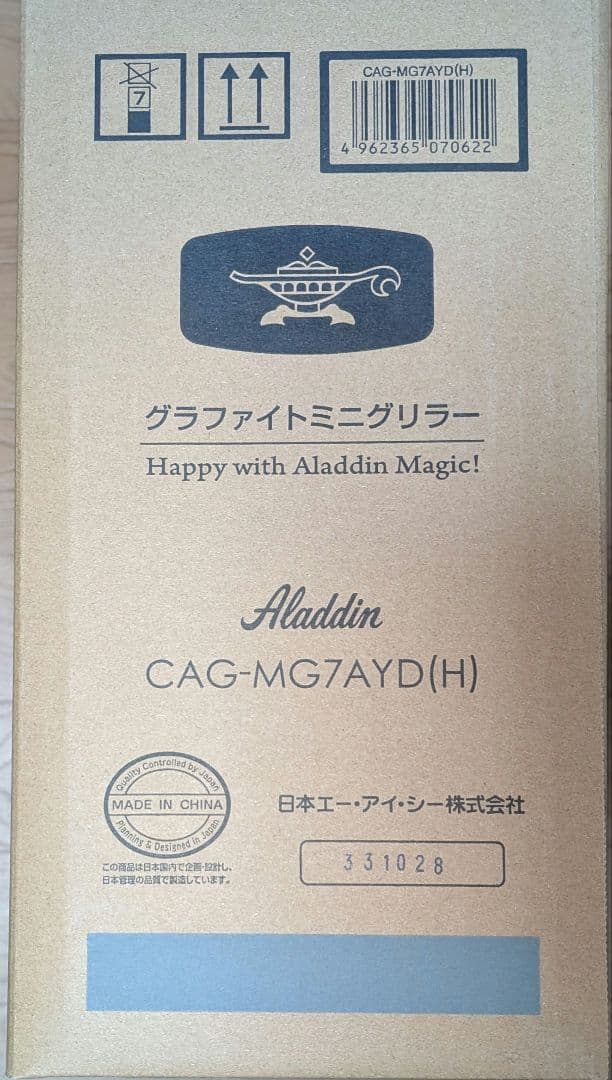 7
CAG-MG7AYD(H)
4 962365 070622
グラファイトミニグリラー
Happy with Aladdin Magic!
Aladdin
CAG-MG7AYD(H)
Quality Controlled by Japan
MADE IN CHINA
Planning & Designed in Japan
この商品は日本国内で企画・設計し、
日本管理の品質で製造しています。
日本エー・アイ・シー株式会社
331028